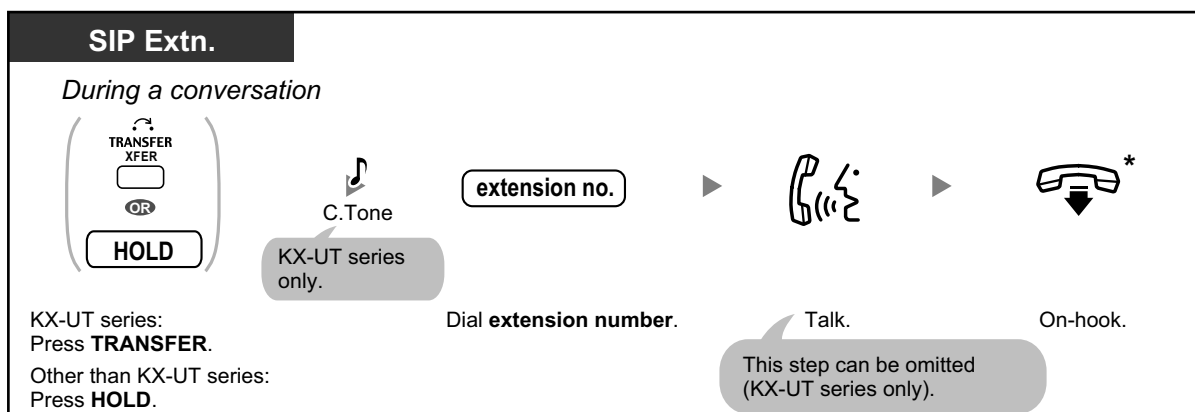 SIP Extn.
During a conversation
TRANSFER
XFER
OR
HOLD
C.Tone
KX-UT series
only.
extension no.
*
KX-UT series:
Press TRANSFER.
Other than KX-UT series:
Press HOLD.
Dial extension number.
Talk.
This step can be omitted
(KX-UT series only).
On-hook.